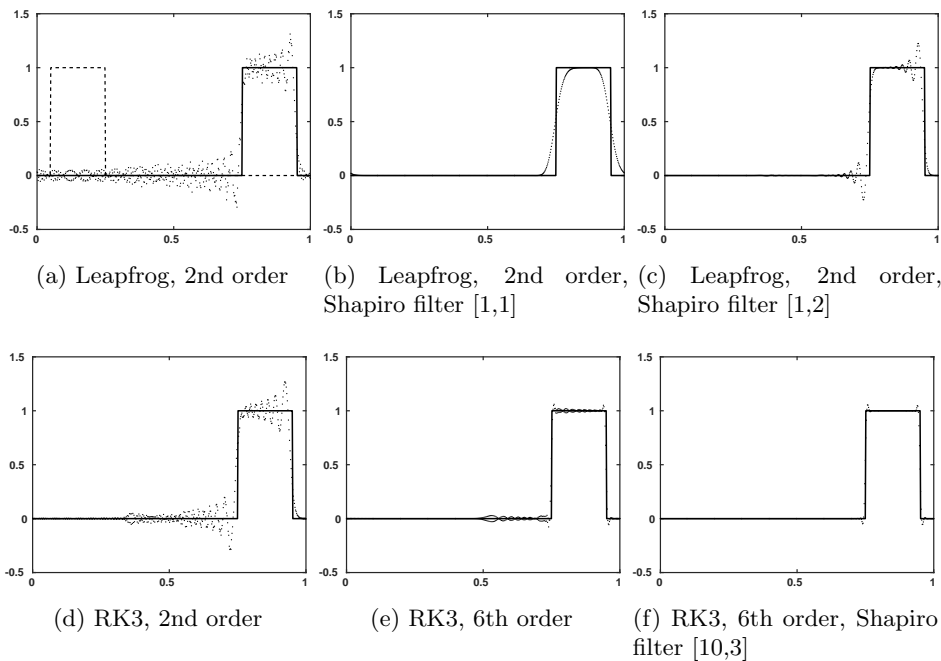 1.5
1
0.5
0
-0.5
0 0.5 1
1.5
1
0.5
0
-0.5
0 0.5 1
1.5
1
0.5
0
-0.5
0 0.5 1
(a) Leapfrog, 2nd order
(b) Leapfrog, 2nd order,
Shapiro filter [1,1]
(c) Leapfrog, 2nd order,
Shapiro filter [1,2]
1.5
1
0.5
0
-0.5
0 0.5 1
1.5
1
0.5
0
-0.5
0 0.5 1
1.5
1
0.5
0
-0.5
0 0.5 1
(d) RK3, 2nd order
(e) RK3, 6th order
(f) RK3, 6th order, Shapiro
filter [10,3]